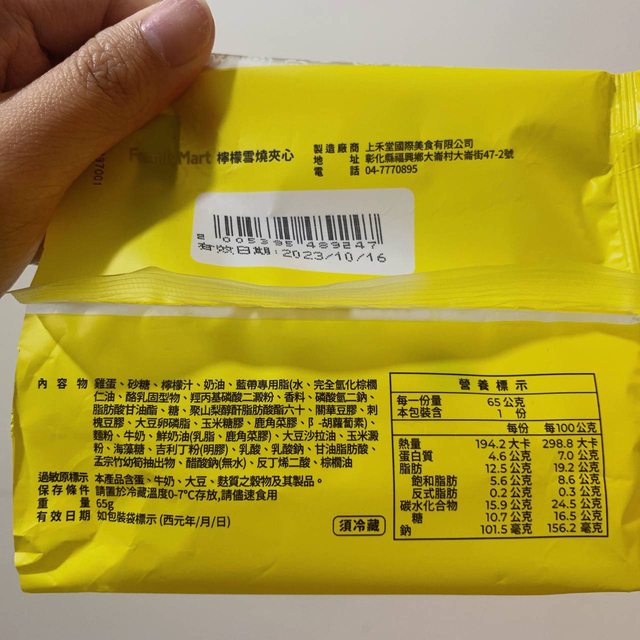 FamilyMart 檸檬雪燒夾心
製造廠商 上禾堂國際美食有限公司
地 址 彰化縣福興鄉大崙村大崙街47-2號
電 話 04-7770895
005395 489247
有效日期:2023/10/16
內 容 物 雞蛋、砂糖、檸檬汁、奶油、藍帶專用脂(水、完全氫化棕櫚
仁油、酪乳固型物、羥丙基磷酸二澱粉、香料、磷酸氫二鈉、
脂肪酸甘油酯、糖、聚山梨醇酐脂肪酸酯六十、關華豆膠、刺
槐豆膠、大豆卵磷脂、玉米糖膠、鹿角菜膠、β-胡蘿蔔素)、
麵粉、牛奶、鮮奶油(乳脂、鹿角菜膠)、大豆沙拉油、玉米澱
粉、海藻糖、吉利丁粉(明膠)、乳酸、乳酸鈉、甘油脂肪酸、
孟宗竹幼筍抽出物、醋酸鈉(無水)、反丁烯二酸、棕櫚油
過敏原標示 本產品含蛋、牛奶、大豆、麩質之穀物及其製品。
保存條件 請置於冷藏溫度0-7℃存放,請儘速食用
重 量 65g
有效日期 如包裝袋標示 (西元年/月/日)
須冷藏
營養標示
每一份量 65 公克
本包裝含 1 份
每份 每100公克
熱量 194.2 大卡 298.8 大卡
蛋白質 4.6 公克 7.0 公克
脂肪 12.5 公克 19.2 公克
飽和脂肪 5.6 公克 8.6 公克
反式脂肪 0.2 公克 0.3 公克
碳水化合物 15.9 公克 24.5 公克
糖 10.7 公克 16.5 公克
鈉 101.5 毫克 156.2 毫克